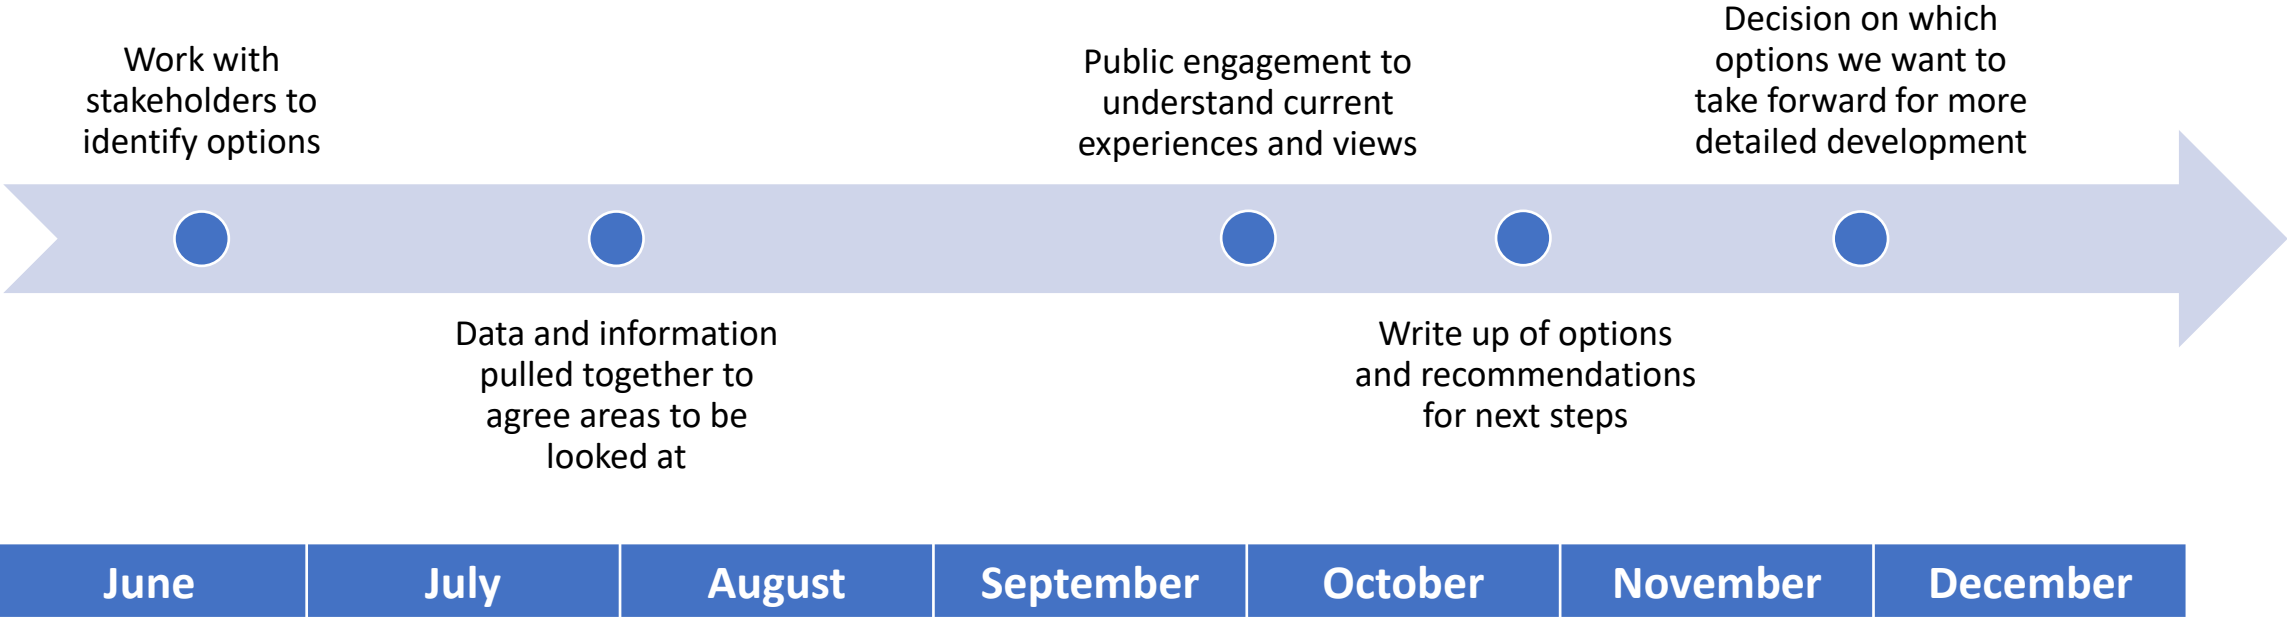 Work with
stakeholders to
identify options
Data and information
pulled together to
agree areas to be
looked at
Public engagement to
understand current
experiences and views
Write up of options
and recommendations
for next steps
Decision on which
options we want to
take forward for more
detailed development
June
July
August
September
October
November
December